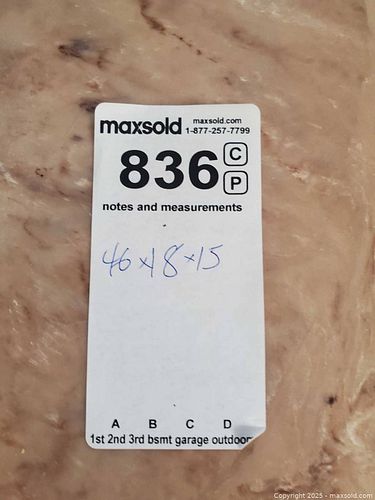 maxsold maxsold.com
1-877-257-7799
836 C
P
notes and measurements
46 x 18 x 15
A B C D
1st 2nd 3rd bsmt garage outdoor
Copyright 2025 - maxsold.com